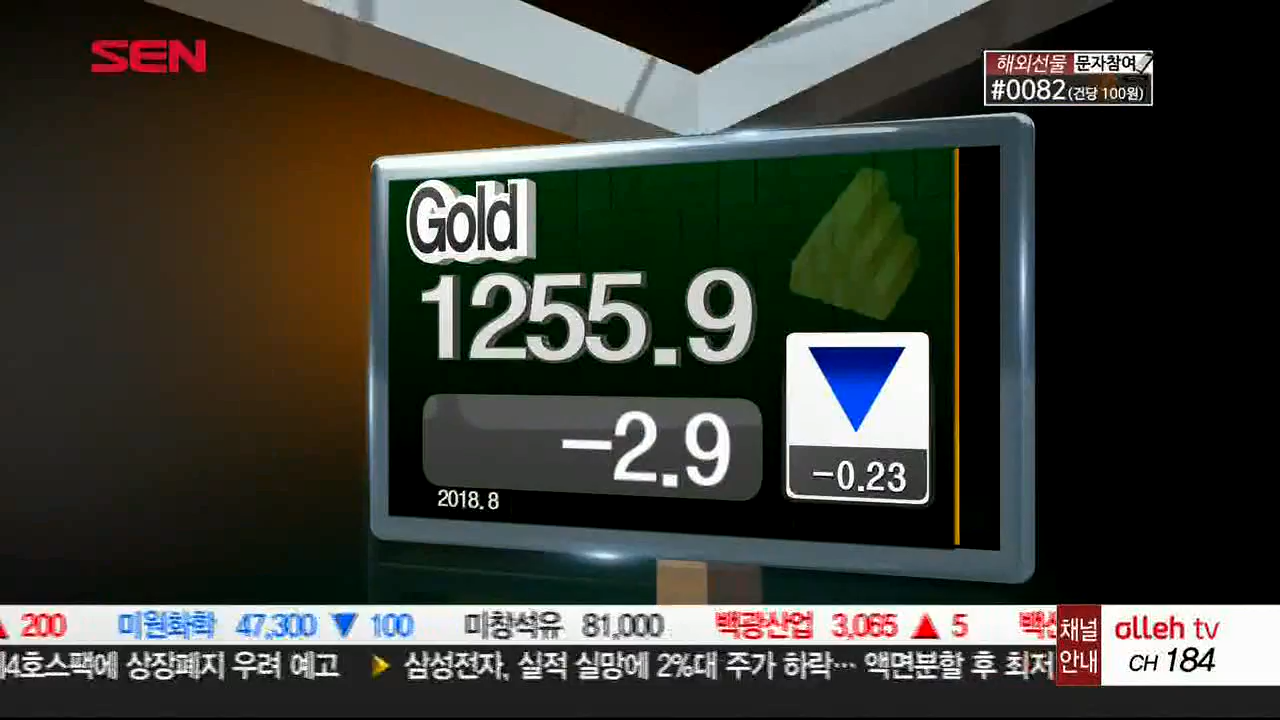 SEN
해외선물 문자참여
#0082(건당 100원)
Gold
1255.9
-2.9
-0.23
2018.8
▲ 200 미원화학 47,300 ▼ 100 미창석유 81,000 백광산업 3,065 ▲ 5
4호스팩에 상장폐지 우려 예고 ▶ 삼성전자, 실적 실망에 2%대 주가 하락… 액면분할 후 최저
채널 안내
olleh tv
CH 184